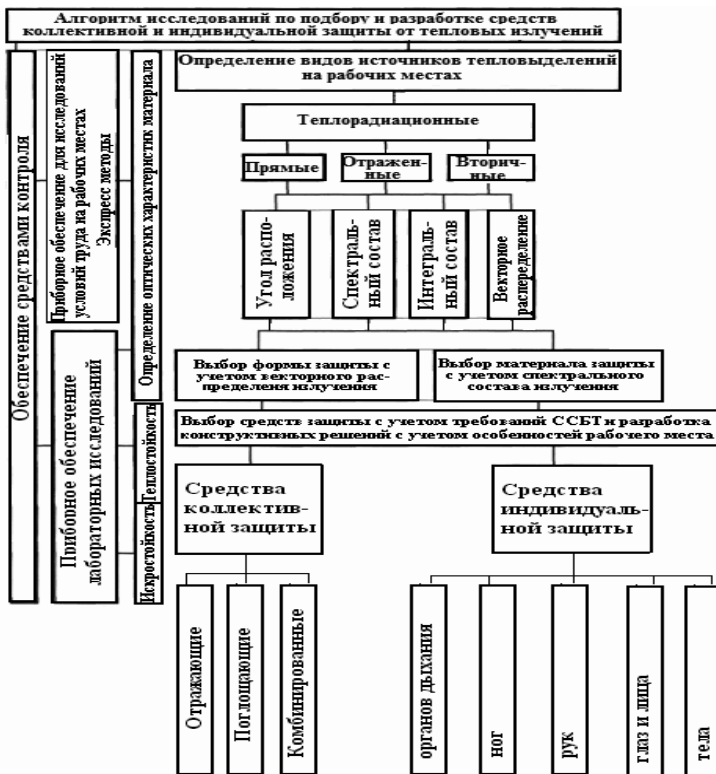 Алгоритм исследований по подбору и разработке средств
коллективной и индивидуальной защиты от тепловых излучений
Обеспечение средствами контроля
Приборное обеспечение для исследований
условий труда на рабочих местах
Экспресс методы
Определение оптических характеристик материала
Приборное обеспечение
лабораторных исследований
Теплостойкость
Искростойкость
Определение видов источников тепловыделений
на рабочих местах
Теплорадиационные
Прямые
Отражен-
ные
Вторич-
ные
Угол распо-
ложения
Спектраль-
ный состав
Интеграль-
ный состав
Векторное
распеределение
Выбор формы защиты с
учетом векторного рас-
пределения излучения
Выбор материала защиты
с учетом спектрального
состава излучения
Выбор средств защиты с учетом требований ССБТ и разработка
конструктивных решений с учетом особенностей рабочего места
Средства
коллектив-
ной защиты
Средства
индивидуаль-
ной защиты
Отражающие
Поглощающие
Комбинированные
органов дыхания
ног
рук
глаз и лица
тела